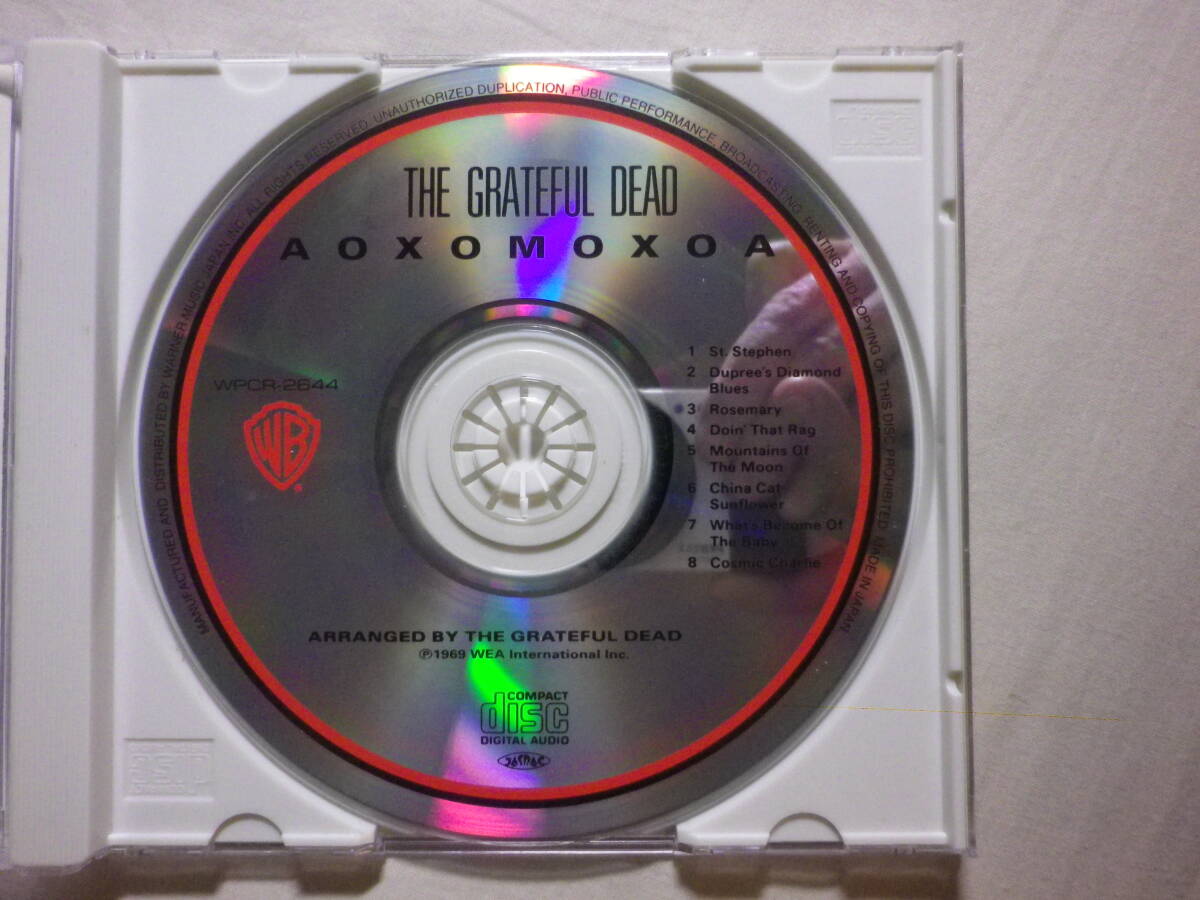 THE GRATEFUL DEAD
AOXOMOXOA
WPCR-2644
WB
1 St. Stephen
2 Dupree's Diamond
Blues
3 Rosemary
4 Doin' That Rag
5 Mountains Of
The Moon
6 China Cat
Sunflower
7 What's Become Of
The Baby
8 Cosmic Charlie
ARRANGED BY THE GRATEFUL DEAD
℗1969 WEA International Inc.
COMPACT
disc
DIGITAL AUDIO
JASRAC
MANUFACTURED AND DISTRIBUTED BY WARNER MUSIC JAPAN INC. ALL RIGHTS RESERVED. UNAUTHORIZED DUPLICATION, PUBLIC PERFORMANCE, BROADCASTING, RENTING AND COPYING OF THIS DISC PROHIBITED. MADE IN JAPAN